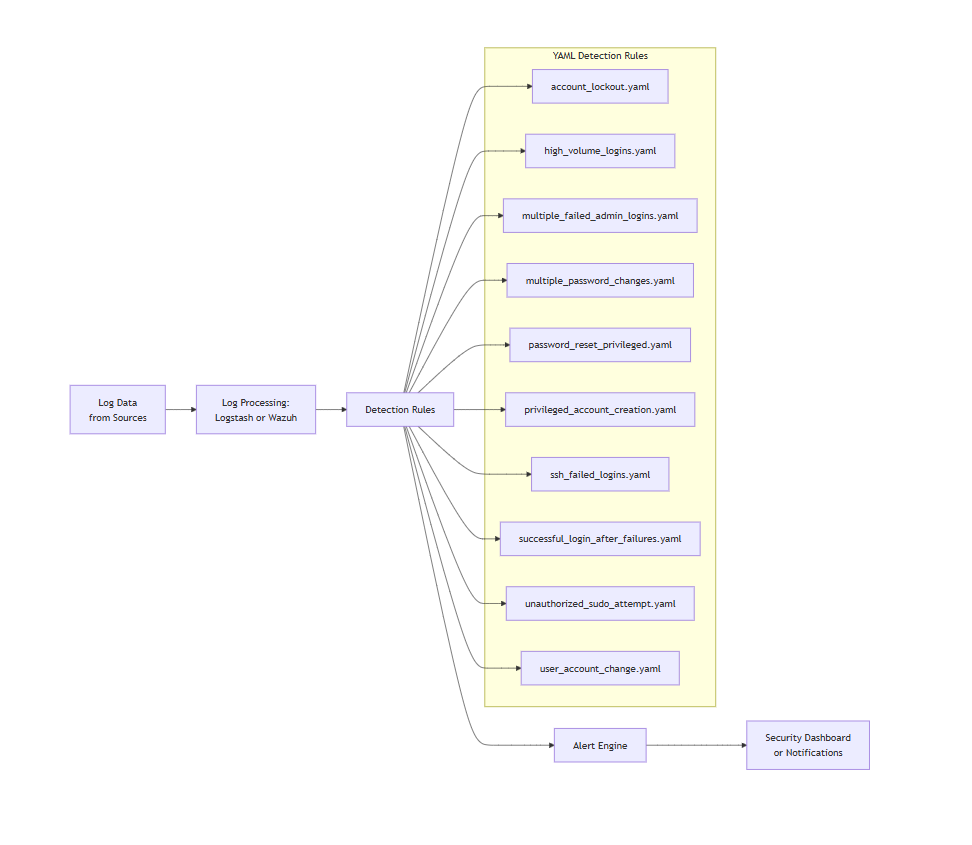 YAML Detection Rules
account_lockout.yaml
high_volume_logins.yaml
multiple_failed_admin_logins.yaml
multiple_password_changes.yaml
password_reset_privileged.yaml
Log Data
from Sources
Log Processing:
Logstash or Wazuh
Detection Rules
privileged_account_creation.yaml
ssh_failed_logins.yaml
successful_login_after_failures.yaml
unauthorized_sudo_attempt.yaml
user_account_change.yaml
Alert Engine
Security Dashboard
or Notifications